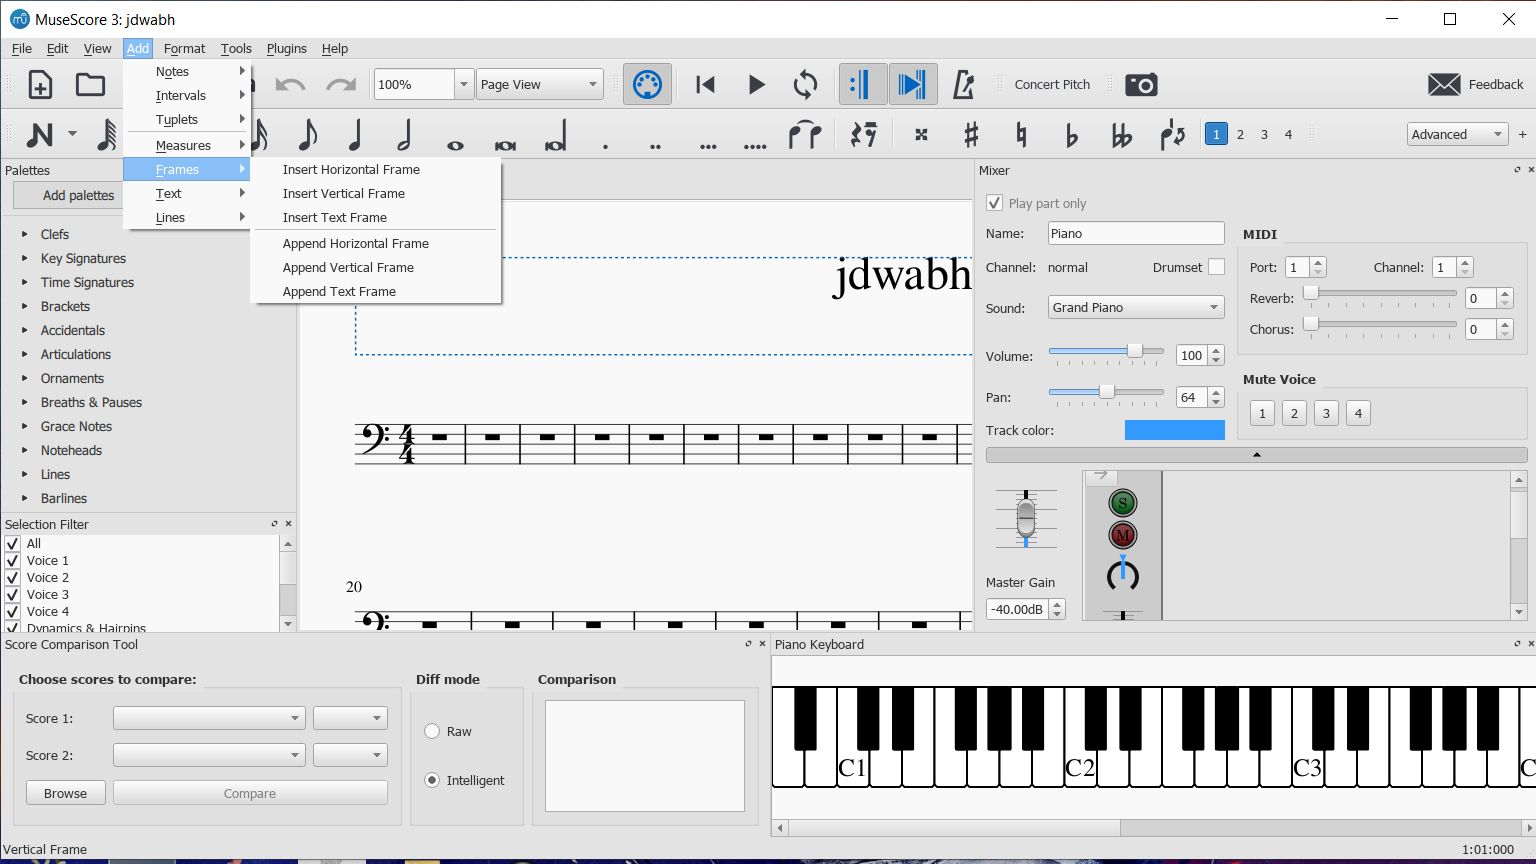 MuseScore 3: jdwabh
File Edit View Add Format Tools Plugins Help
100% Page View Concert Pitch Feedback
1 2 3 4 Advanced +
Notes
Intervals
Tuplets
Measures
Frames
Text
Lines
Insert Horizontal Frame
Insert Vertical Frame
Insert Text Frame
Append Horizontal Frame
Append Vertical Frame
Append Text Frame
Palettes
Add palettes
Clefs
Key Signatures
Time Signatures
Brackets
Accidentals
Articulations
Ornaments
Breaths & Pauses
Grace Notes
Noteheads
Lines
Barlines
Selection Filter
All
Voice 1
Voice 2
Voice 3
Voice 4
Dynamics & Hairpins
jdwabh
4
4
20
Mixer
Play part only
Name: Piano
Channel: normal Drumset
Sound: Grand Piano
Volume: 100
Pan: 64
Track color:
MIDI
Port: 1 Channel: 1
Reverb: 0
Chorus: 0
Mute Voice
1 2 3 4
S
M
Master Gain
-40.00dB
Score Comparison Tool
Choose scores to compare:
Score 1:
Score 2:
Browse Compare
Diff mode
Raw
Intelligent
Comparison
Piano Keyboard
C1 C2 C3 C
Vertical Frame 1:01:000